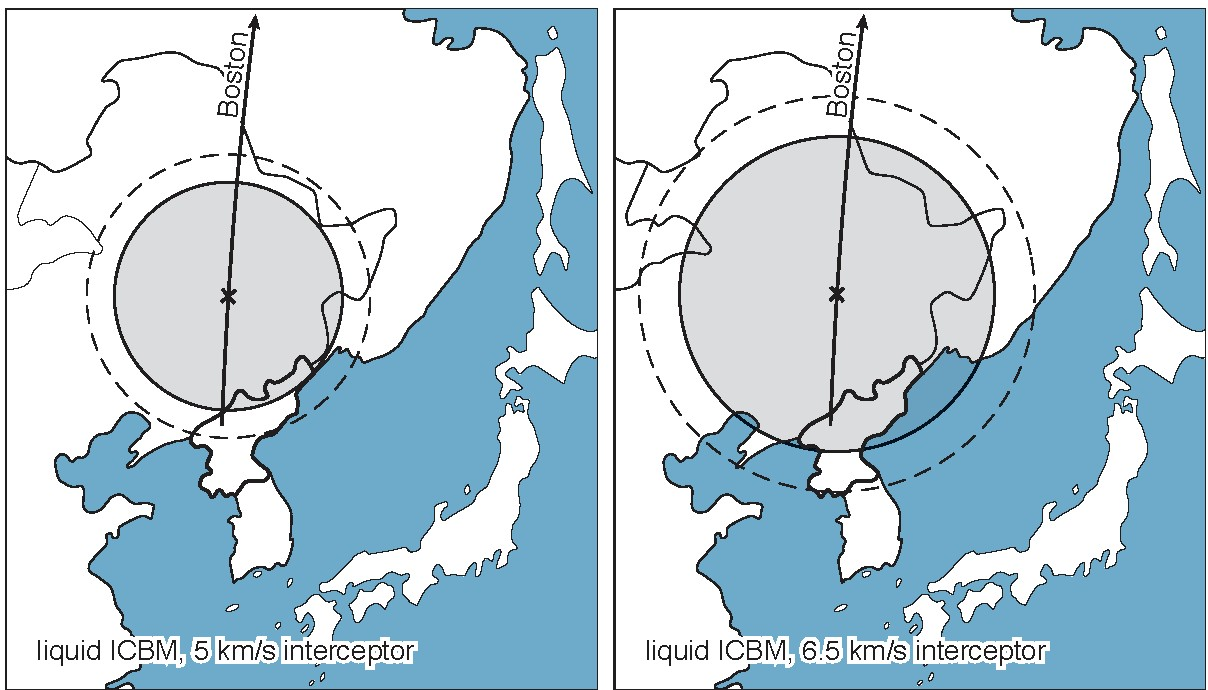 Boston
liquid ICBM, 5 km/s interceptor
Boston
liquid ICBM, 6.5 km/s interceptor